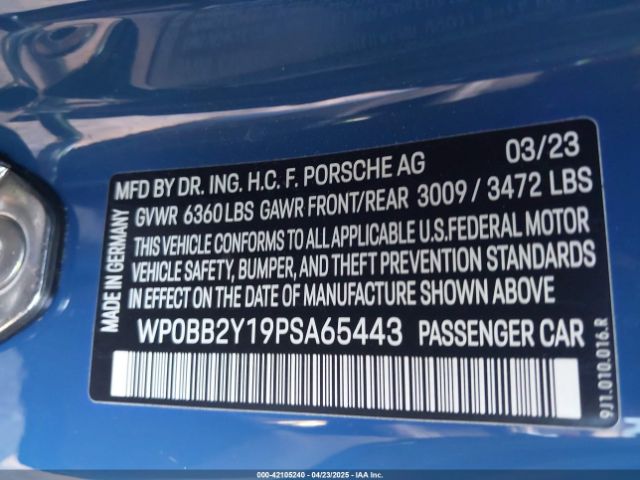 03/23
MFD BY DR. ING. H.C. F. PORSCHE AG
GVWR 6360 LBS GAWR FRONT/REAR 3009 / 3472 LBS
THIS VEHICLE CONFORMS TO ALL APPLICABLE U.S. FEDERAL MOTOR
VEHICLE SAFETY, BUMPER, AND THEFT PREVENTION STANDARDS
IN EFFECT ON THE DATE OF MANUFACTURE SHOWN ABOVE
WP0BB2Y19PSA65443 PASSENGER CAR
MADE IN GERMANY
9J1.010.016.R
000-42105240 - 04/23/2025 - IAAI.COM